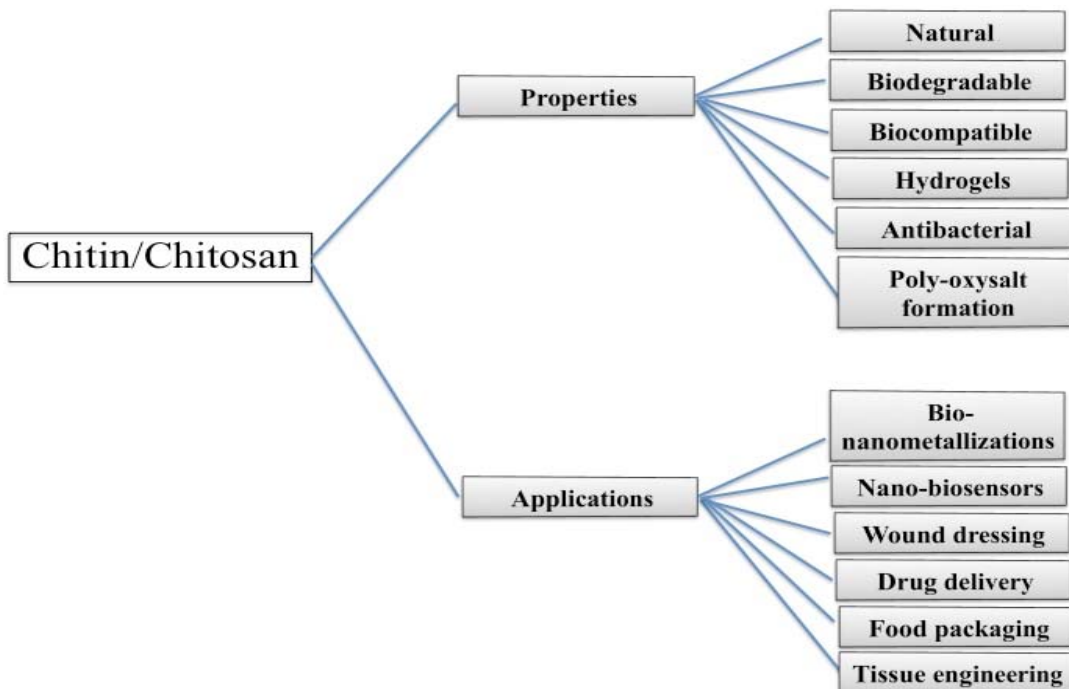 Chitin/Chitosan
Properties
Natural
Biodegradable
Biocompatible
Hydrogels
Antibacterial
Poly-oxysalt
formation
Applications
Bio-
nanometallizations
Nano-biosensors
Wound dressing
Drug delivery
Food packaging
Tissue engineering